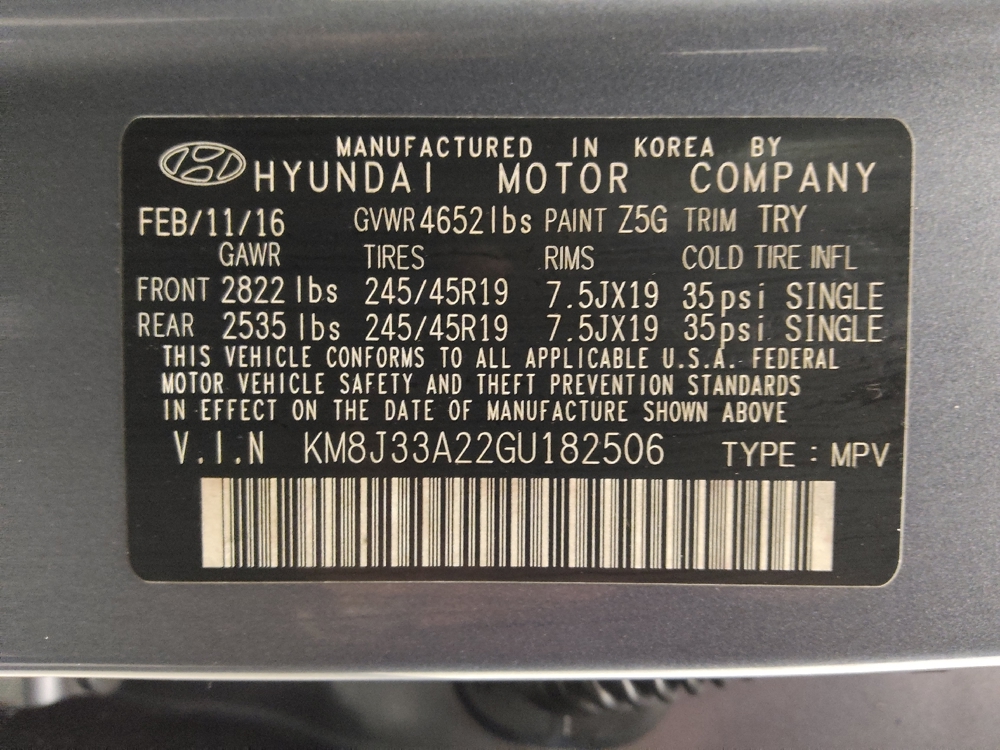 MANUFACTURED IN KOREA BY
HYUNDAI MOTOR COMPANY
FEB/11/16 GVWR 4652 lbs PAINT Z5G TRIM TRY
GAWR TIRES RIMS COLD TIRE INFL
FRONT 2822 lbs 245/45R19 7.5JX19 35psi SINGLE
REAR 2535 lbs 245/45R19 7.5JX19 35psi SINGLE
THIS VEHICLE CONFORMS TO ALL APPLICABLE U.S.A. FEDERAL
MOTOR VEHICLE SAFETY AND THEFT PREVENTION STANDARDS
IN EFFECT ON THE DATE OF MANUFACTURE SHOWN ABOVE
V.I.N KM8J33A22GU182506 TYPE : MPV